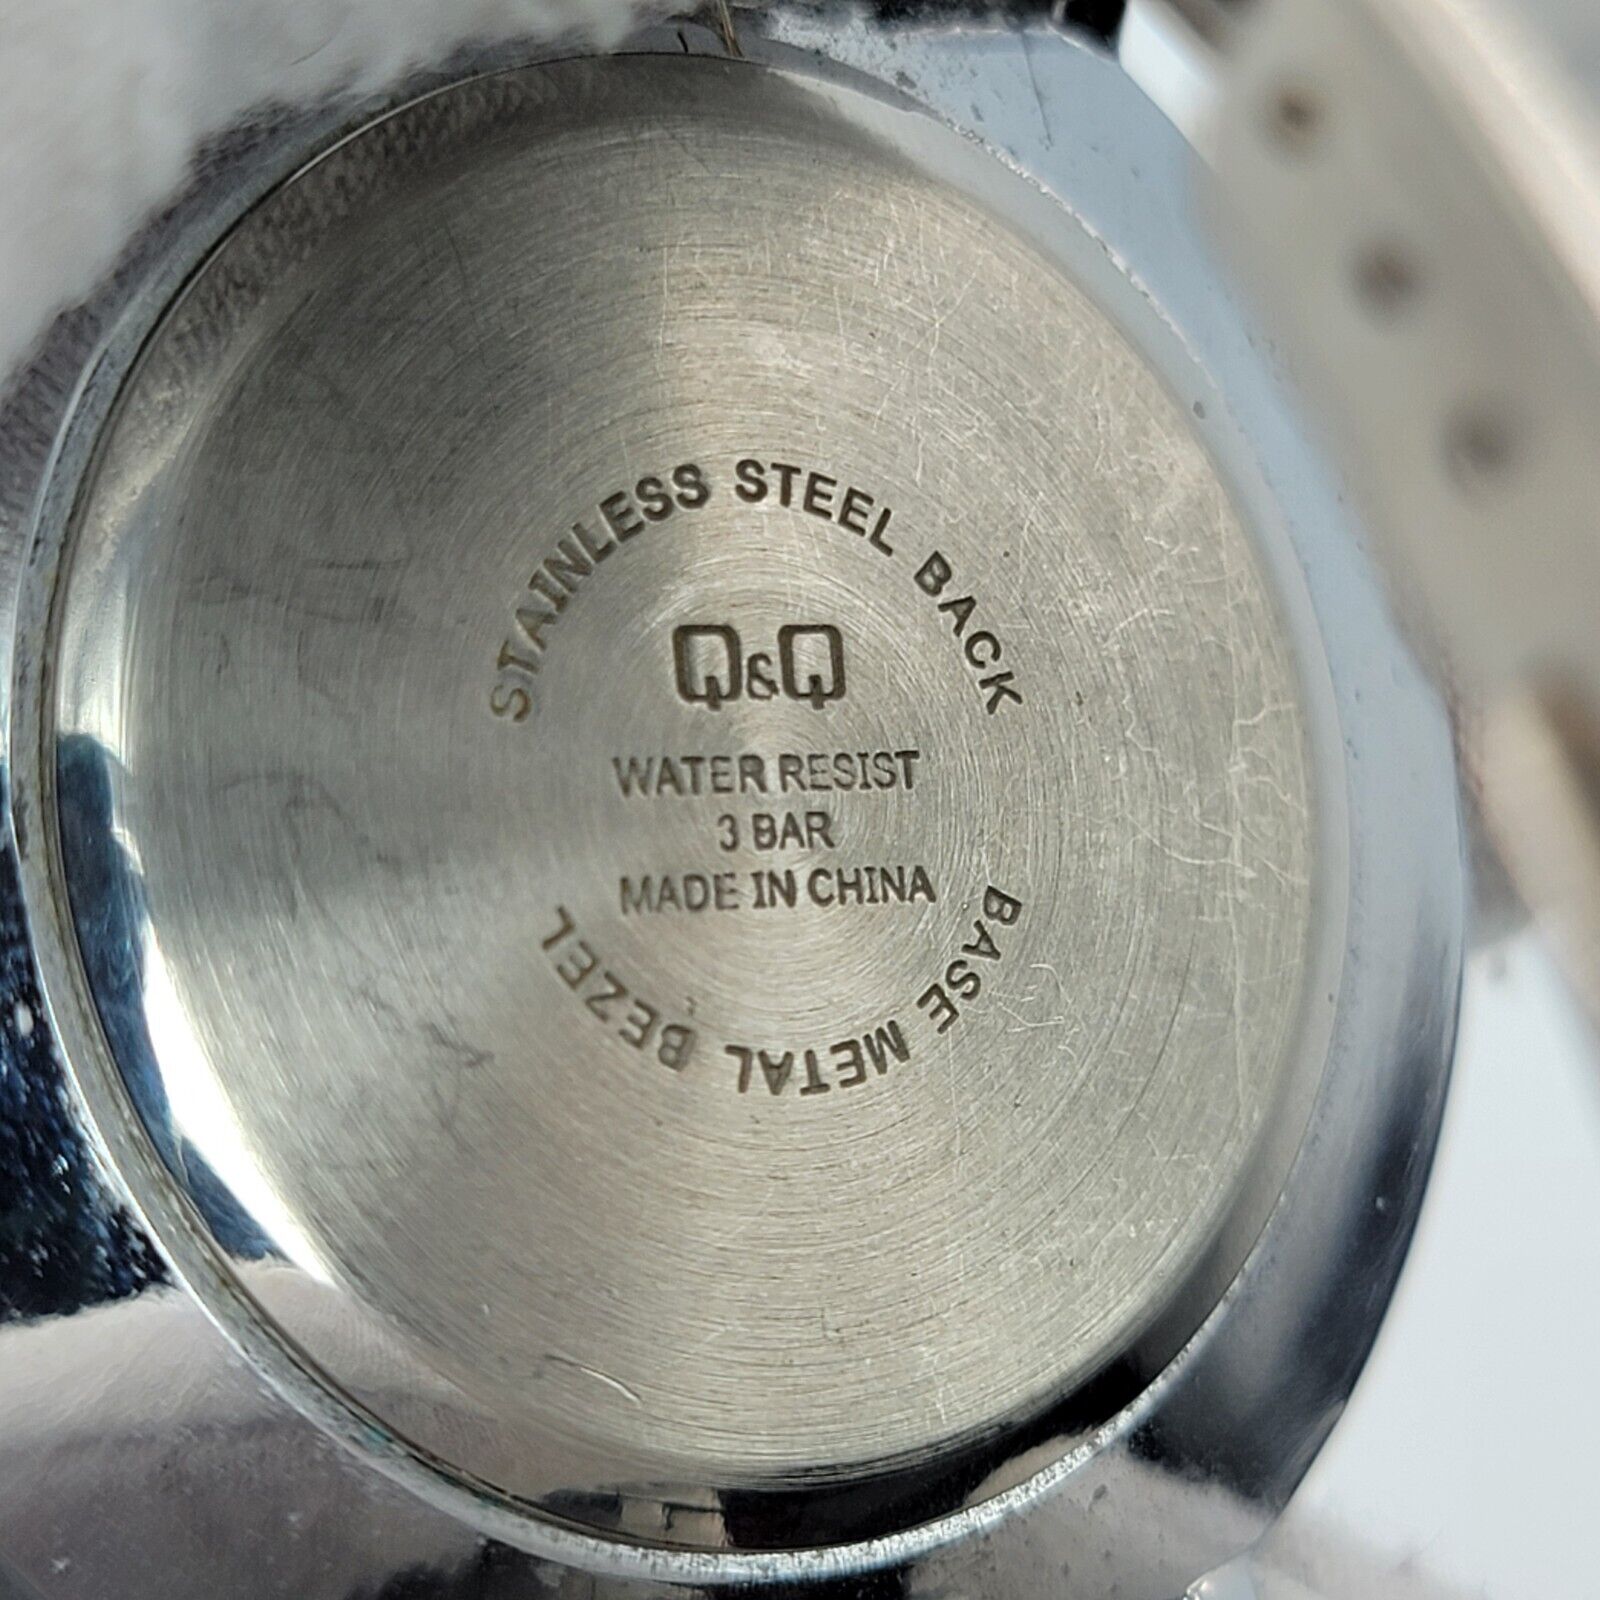 STAINLESS STEEL BACK
Q&Q
WATER RESIST
3 BAR
MADE IN CHINA
BASE METAL BEZEL